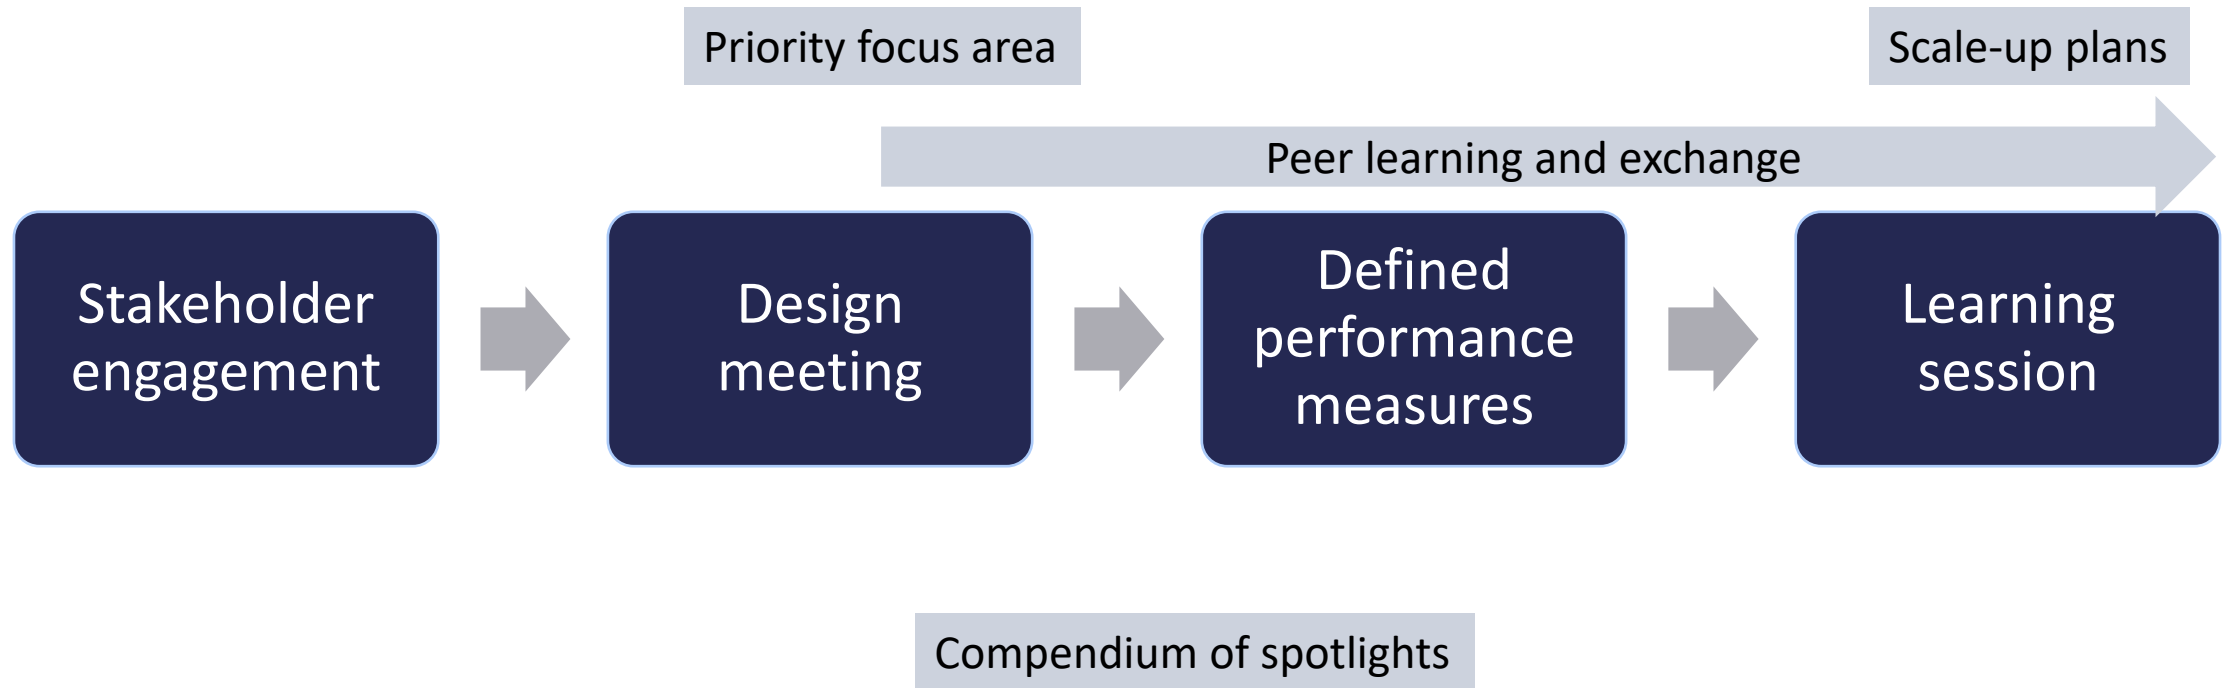 Priority focus area
Scale-up plans
Peer learning and exchange
Stakeholder
engagement
Design
meeting
Defined
performance
measures
Learning
session
Compendium of spotlights